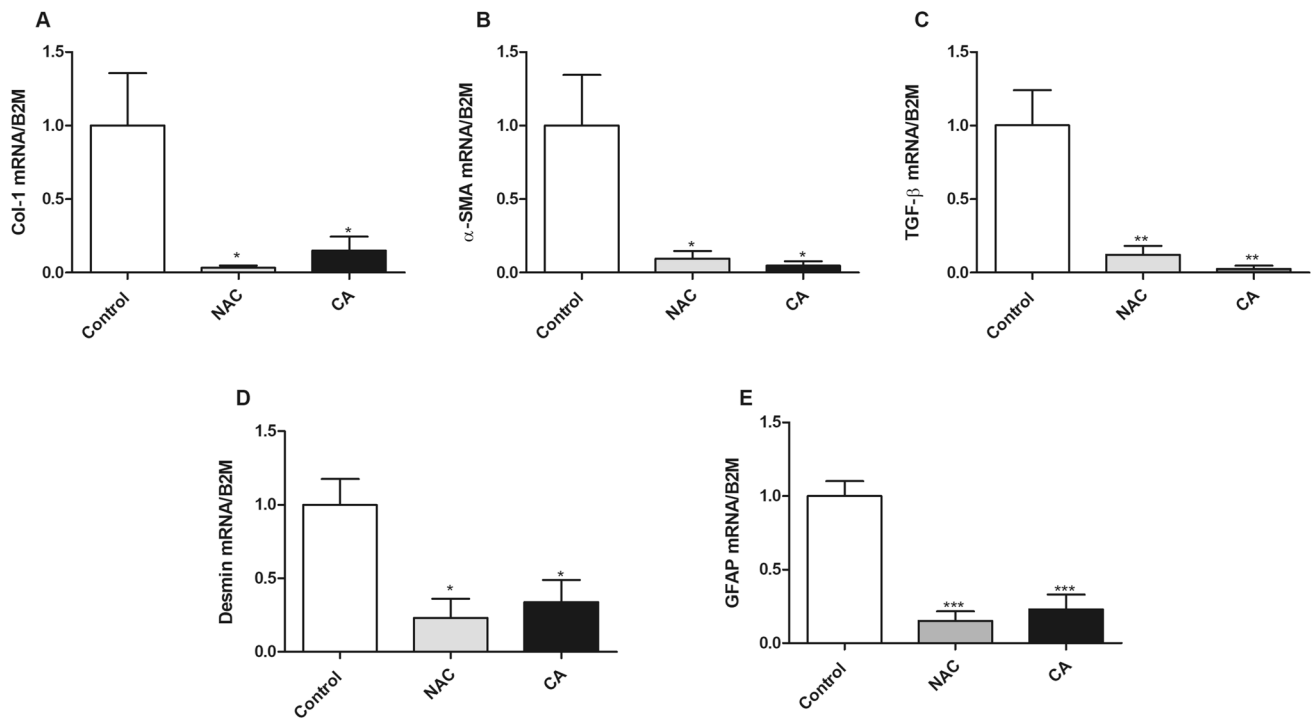 A
Col-1 mRNA/B2M
1.5
1.0
0.5
0.0
*
*
Control
NAC
CA
B
α-SMA mRNA/B2M
1.5
1.0
0.5
0.0
*
*
Control
NAC
CA
C
TGF-β mRNA/B2M
1.5
1.0
0.5
0.0
**
**
Control
NAC
CA
D
Desmin mRNA/B2M
1.5
1.0
0.5
0.0
*
*
Control
NAC
CA
E
GFAP mRNA/B2M
1.5
1.0
0.5
0.0
***
***
Control
NAC
CA